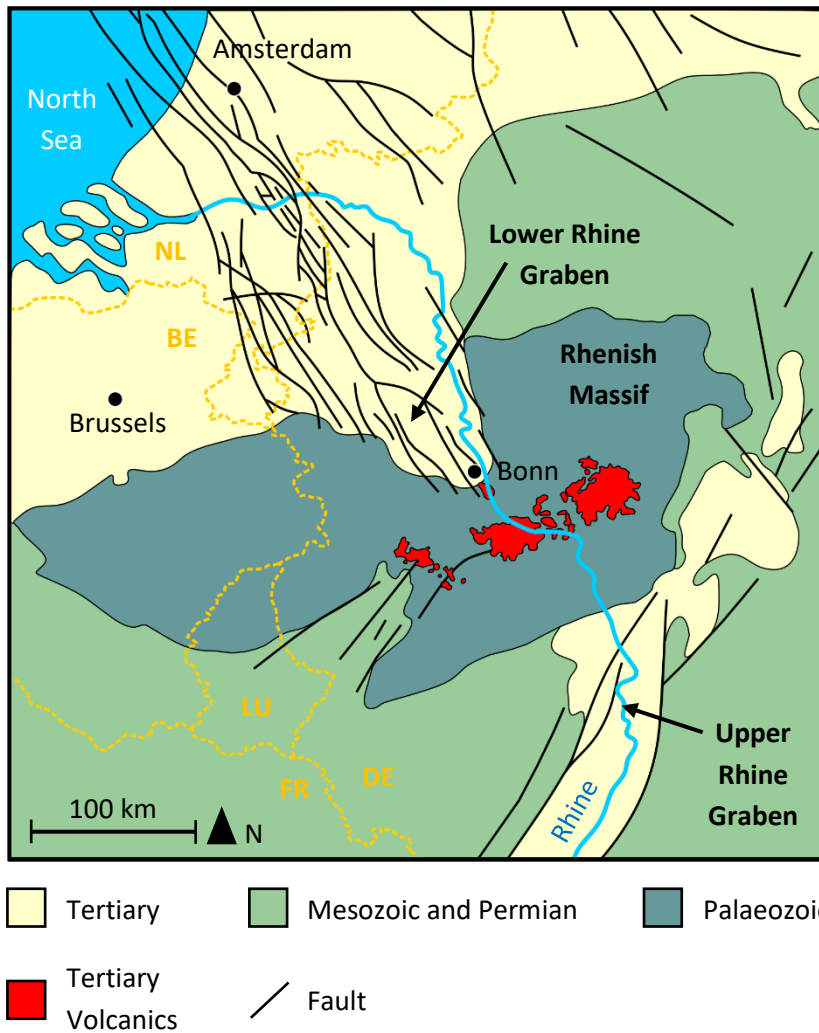 Amsterdam
North
Sea
Lower Rhine
Graben
NL
BE
Rhenish
Massif
Brussels
Bonn
LU
Upper
Rhine
Graben
FR
DE
Rhine
100 km
N
Tertiary
Mesozoic and Permian
Palaeozoi
Tertiary
Volcanics
Fault